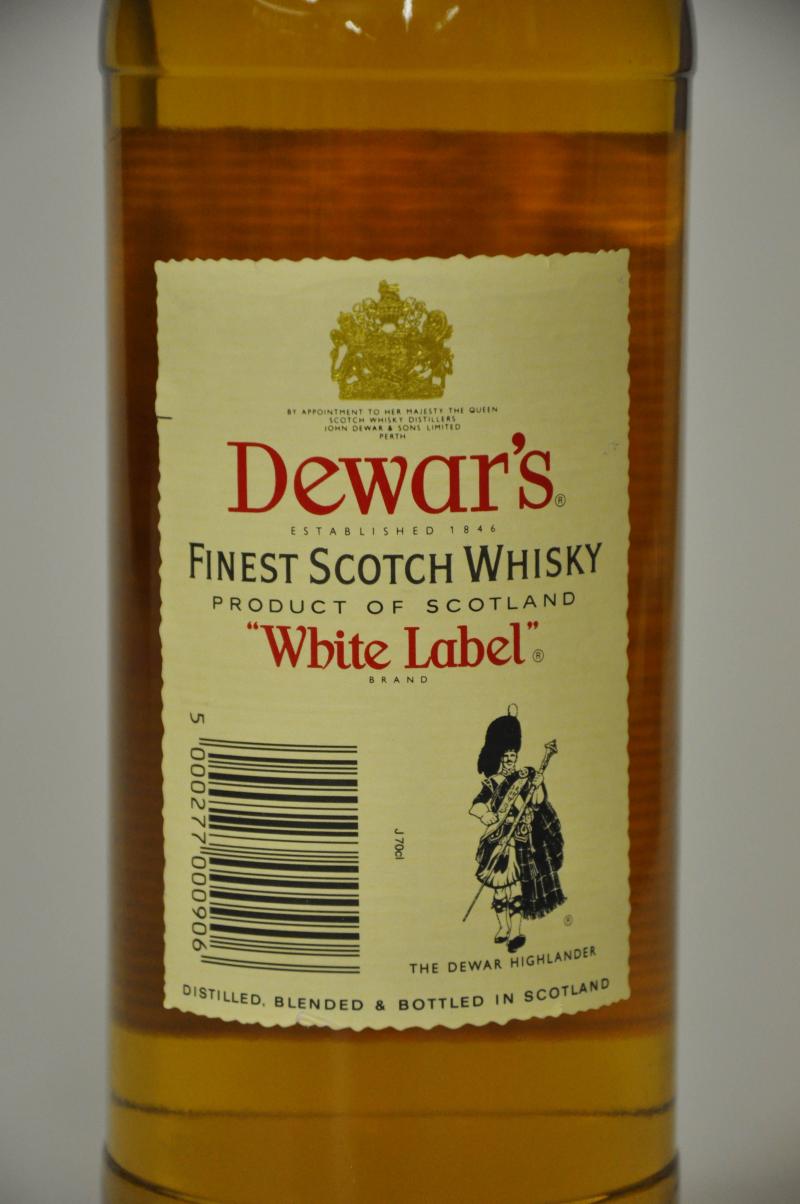 BY APPOINTMENT TO HER MAJESTY THE QUEEN
SCOTCH WHISKY DISTILLERS
JOHN DEWAR & SONS LIMITED
PERTH
Dewar's®
ESTABLISHED 1846
FINEST SCOTCH WHISKY
PRODUCT OF SCOTLAND
"White Label"®
BRAND
5 000277 000906
J 70cl
®
THE DEWAR HIGHLANDER
DISTILLED, BLENDED & BOTTLED IN SCOTLAND